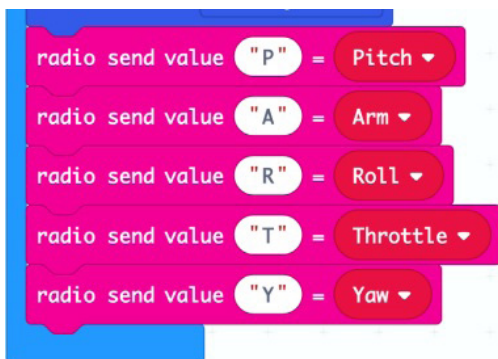 radio send value "P" = Pitch
radio send value "A" = Arm
radio send value "R" = Roll
radio send value "T" = Throttle
radio send value "Y" = Yaw